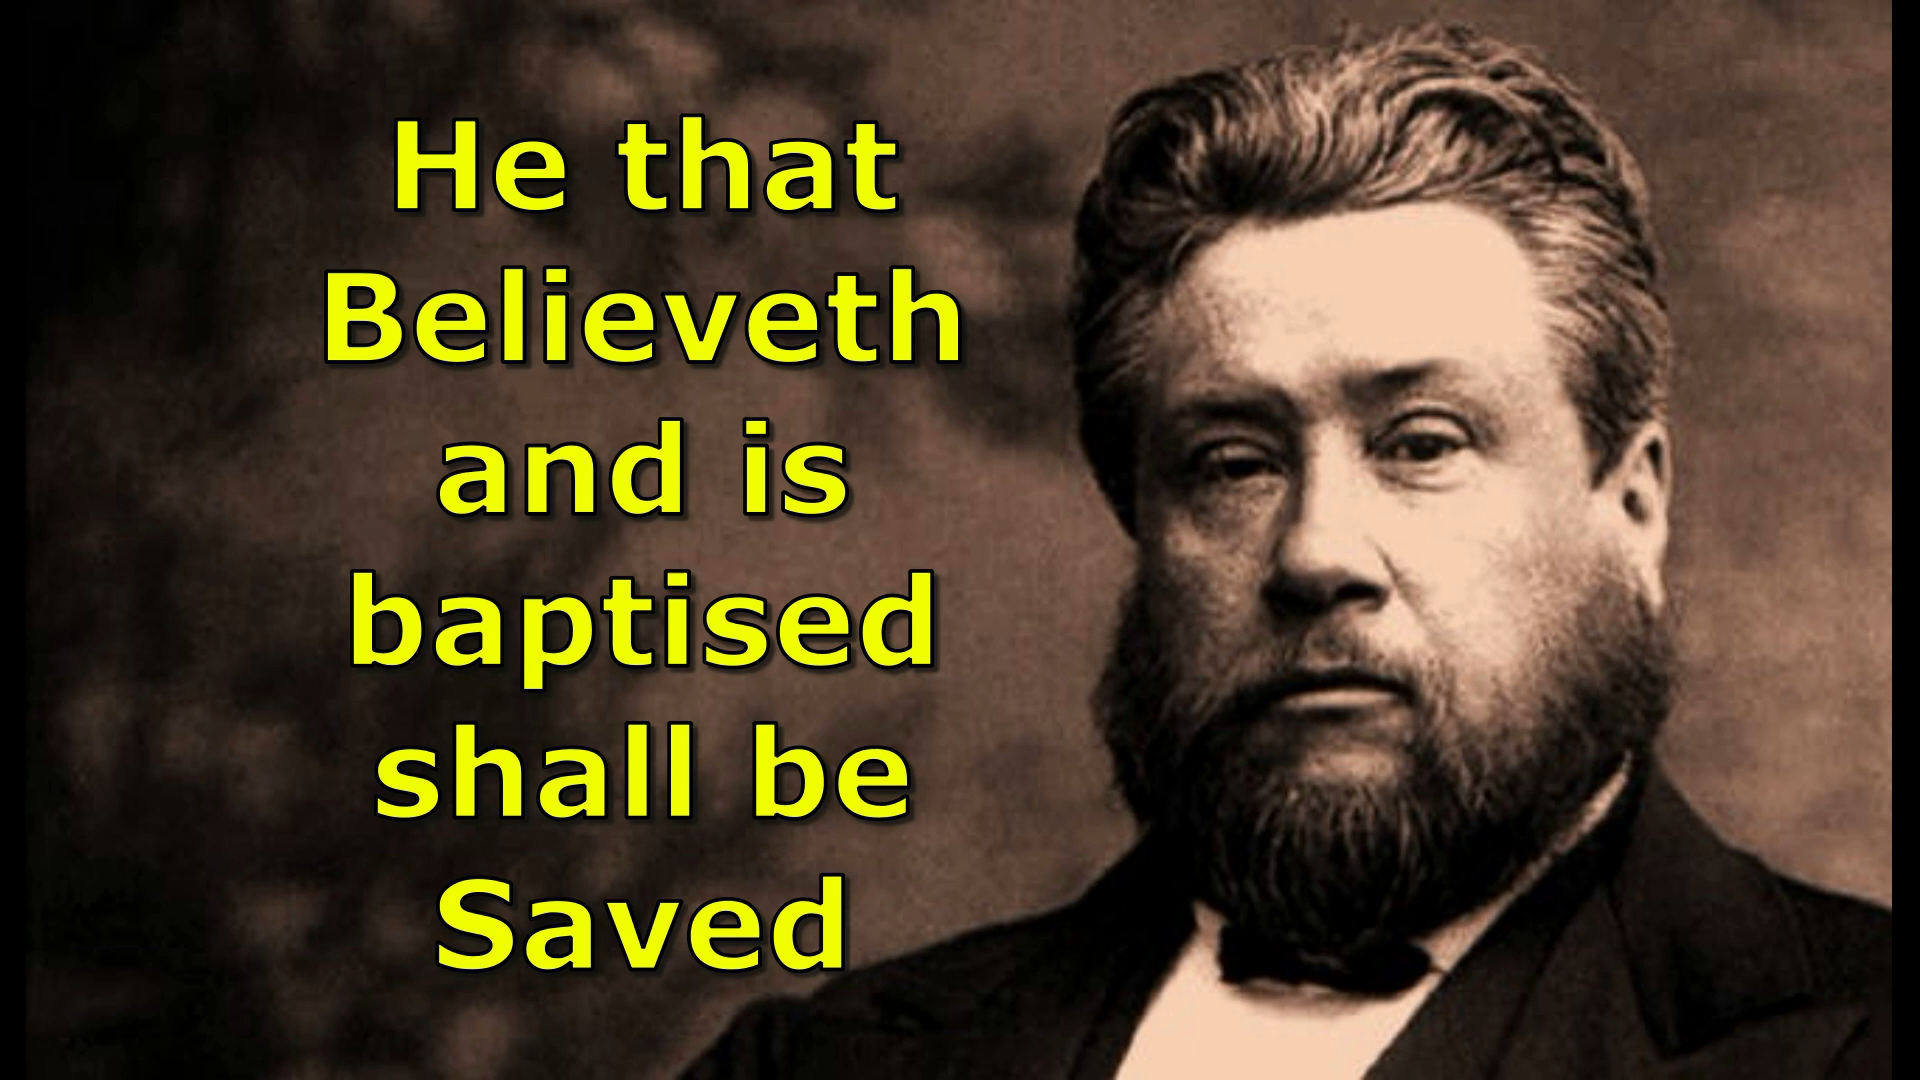 He that
Believeth
and is
baptised
shall be
Saved